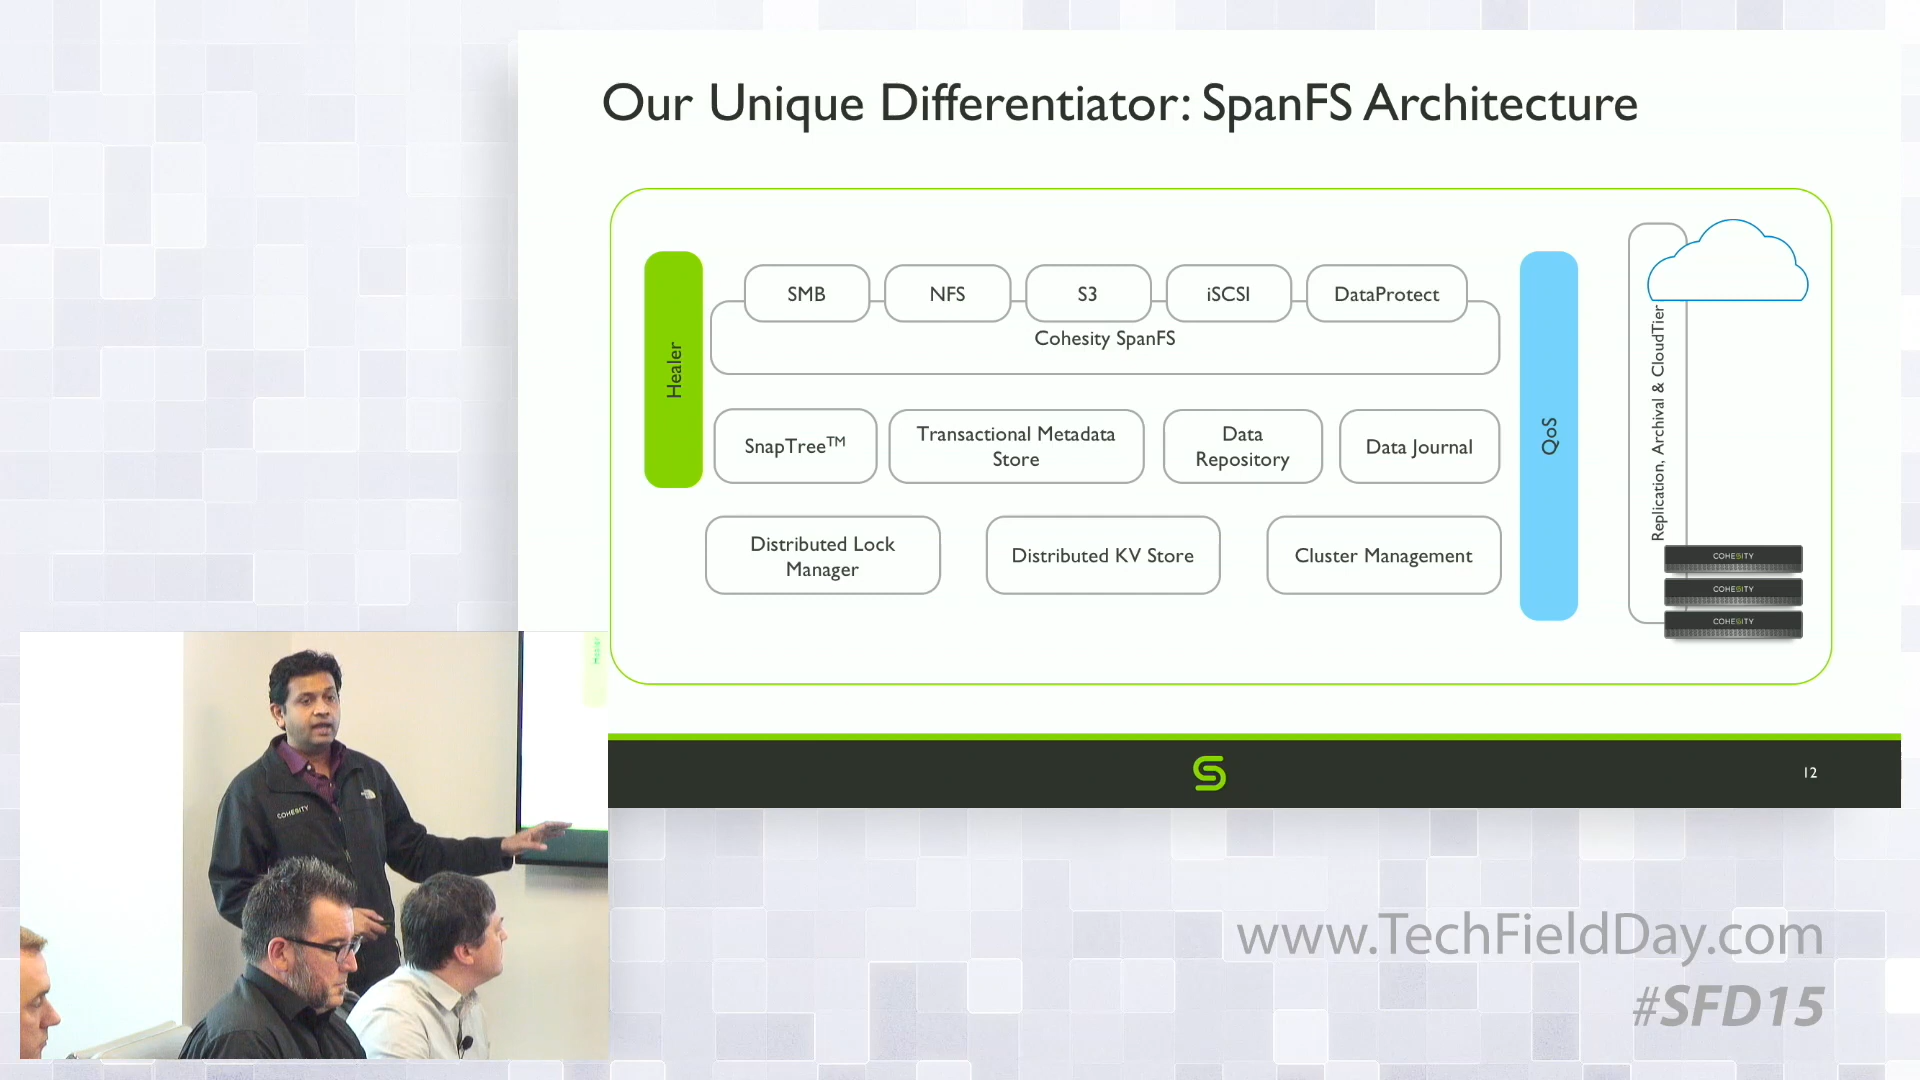 Our Unique Differentiator: SpanFS Architecture
Healer
SMB
NFS
S3
iSCSI
DataProtect
Cohesity SpanFS
SnapTree™
Transactional Metadata
Store
Data
Repository
Data Journal
Distributed Lock
Manager
Distributed KV Store
Cluster Management
QoS
Replication, Archival & CloudTier
COHESITY
COHESITY
COHESITY
12
COHESITY
Healer
www.TechFieldDay.com
#SFD15